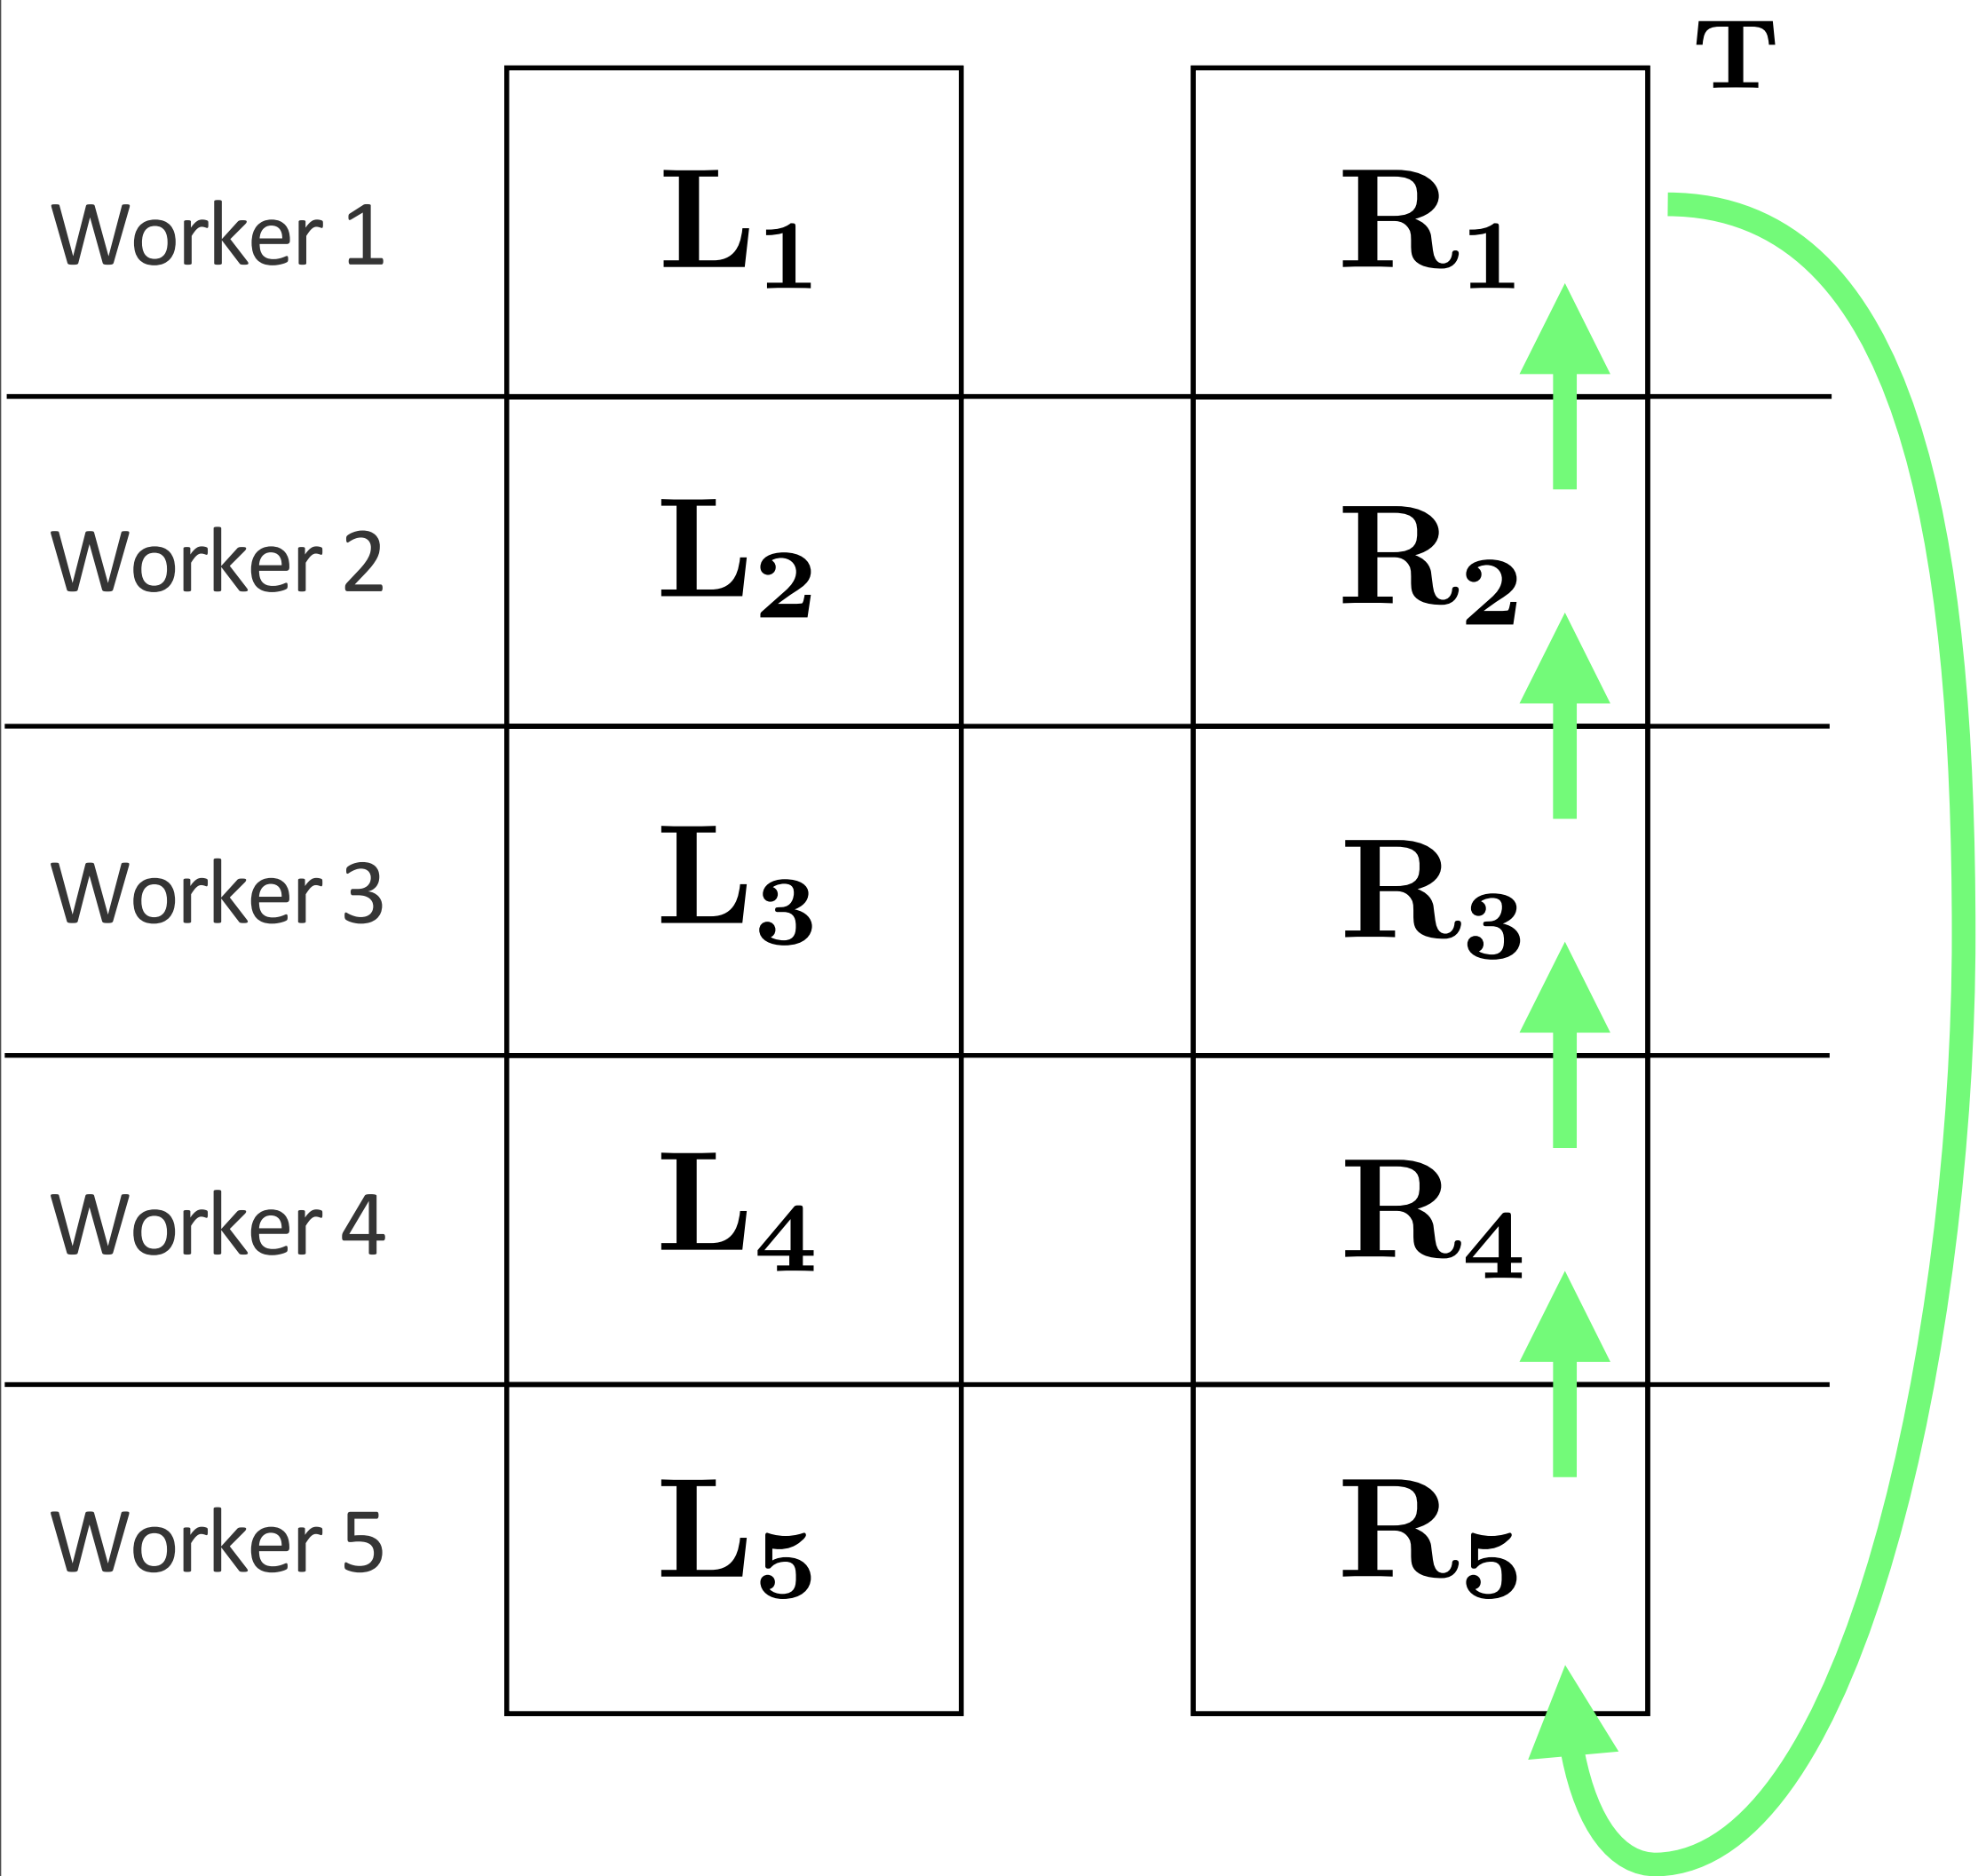 T
Worker 1 L₁ R₁
Worker 2 L₂ R₂
Worker 3 L₃ R₃
Worker 4 L₄ R₄
Worker 5 L₅ R₅